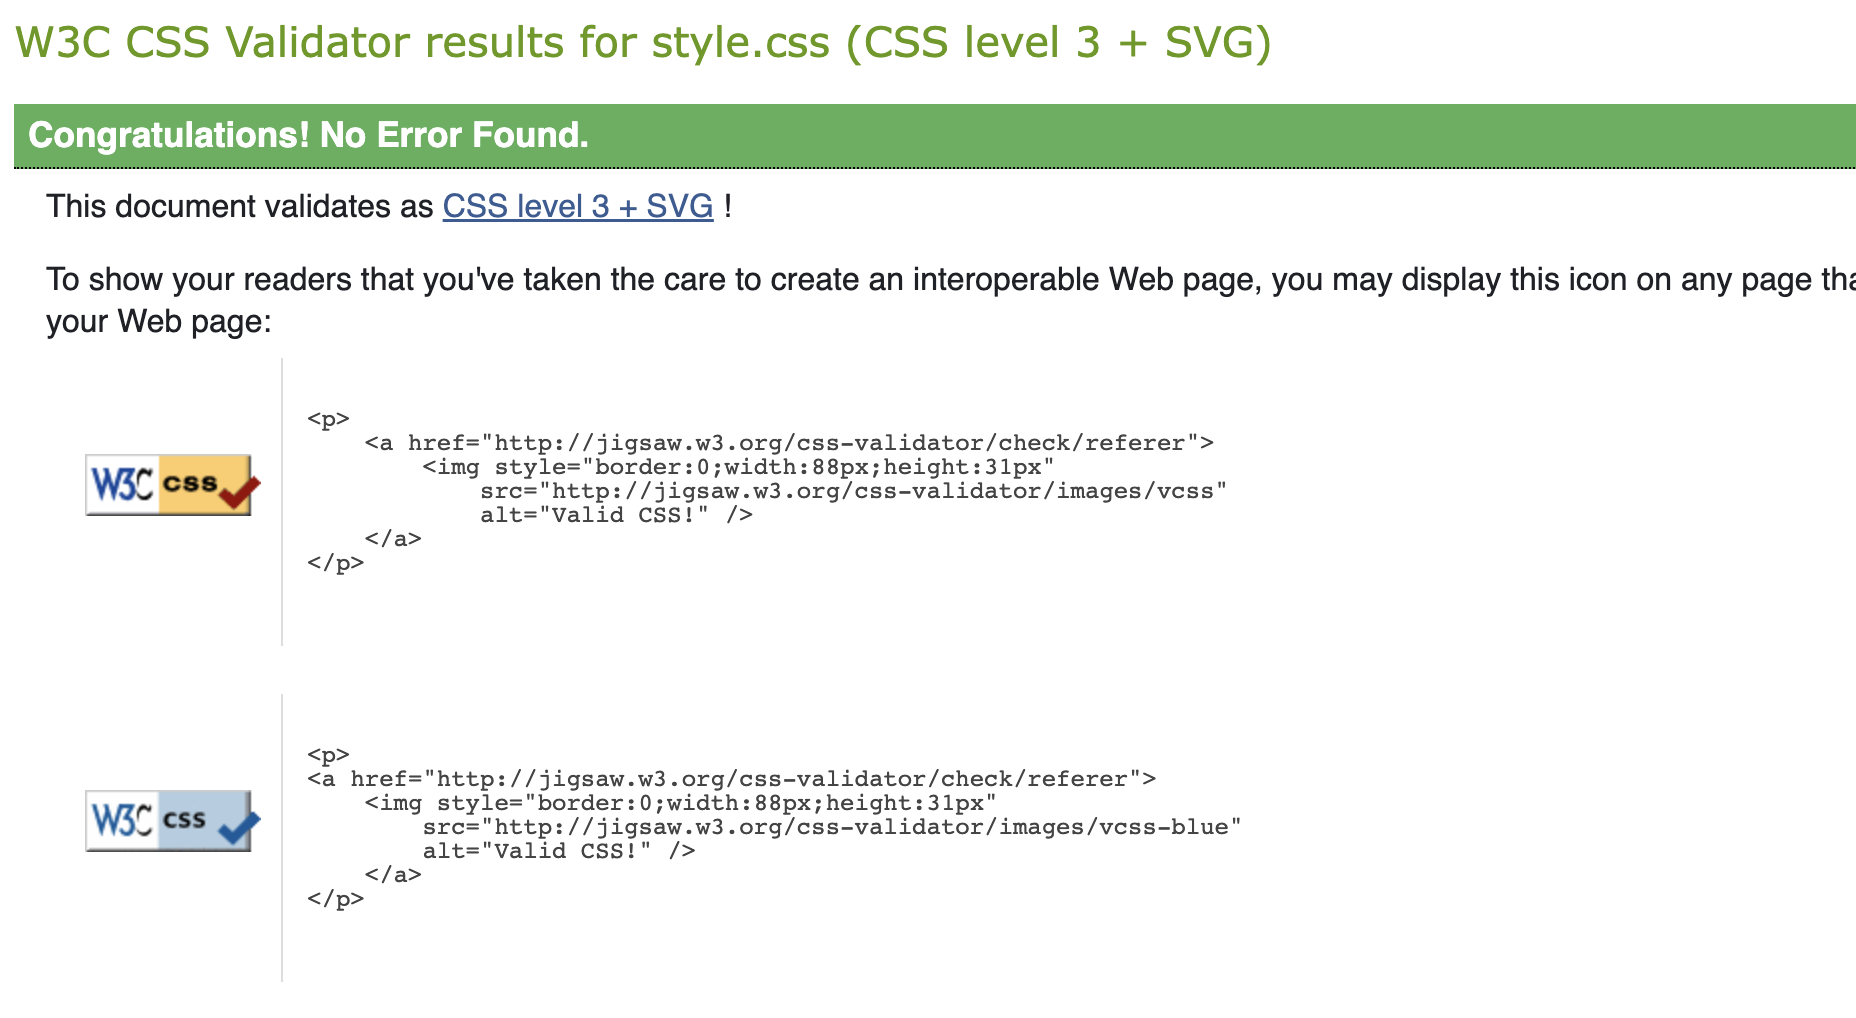 W3C CSS Validator results for style.css (CSS level 3 + SVG)
Congratulations! No Error Found.
This document validates as CSS level 3 + SVG !
To show your readers that you've taken the care to create an interoperable Web page, you may display this icon on any page
your Web page:
<p>
    <a href="http://jigsaw.w3.org/css-validator/check/referer">
        <img style="border:0;width:88px;height:31px"
            src="http://jigsaw.w3.org/css-validator/images/vcss"
            alt="Valid CSS!" />
    </a>
</p>
W3C css
<p>
<a href="http://jigsaw.w3.org/css-validator/check/referer">
    <img style="border:0;width:88px;height:31px"
        src="http://jigsaw.w3.org/css-validator/images/vcss-blue"
        alt="Valid CSS!" />
    </a>
</p>
W3C css